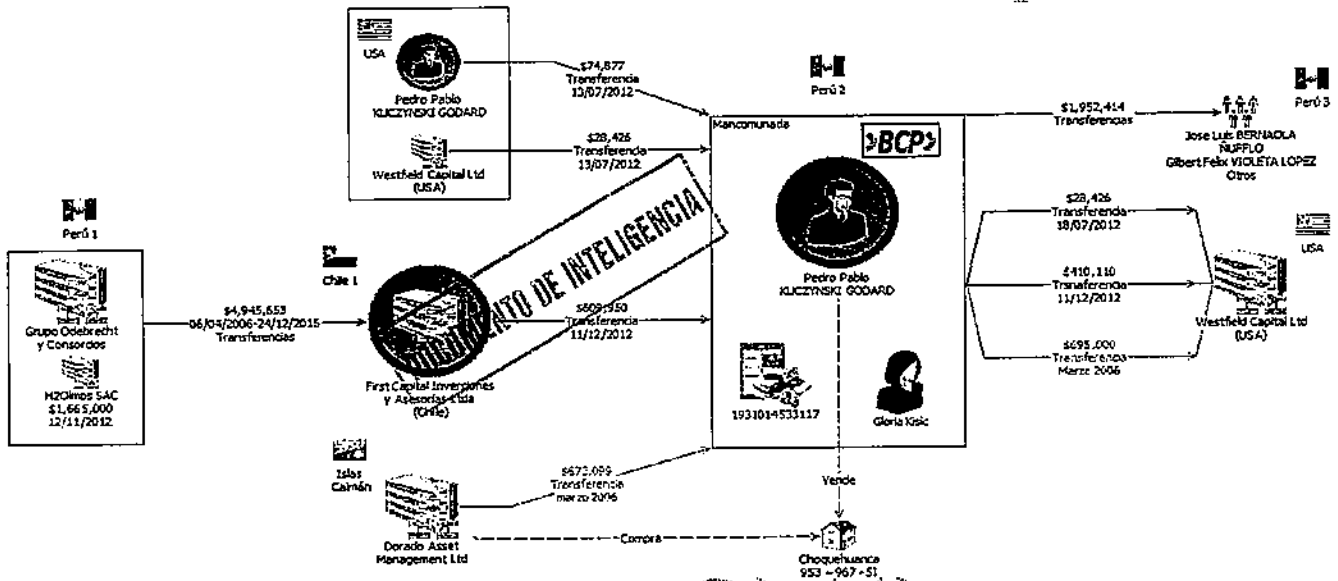 USA
Pedro Pablo
KUCZYNSKI GODARD
Westfield Capital Ltd
(USA)
$74,877
Transferencia
13/07/2012
$28,426
Transferencia
13/07/2012
Perú 1
Grupo Odebrecht
y Consorcios
H2Olmos SAC
$1,665,000
12/11/2012
$4,945,653
06/04/2006-24/12/2015
Transferencias
Chile 1
First Capital Inversiones
y Asesorías Ltda
(Chile)
DOCUMENTO DE INTELIGENCIA
$609,950
Transferencia
11/12/2012
Islas
Caimán
Dorado Asset
Management Ltd
$673,099
Transferencia
marzo 2006
Compra
Perú 2
Mancomunada
BCP
Pedro Pablo
KUCZYNSKI GODARD
1931014533117
Gloria Kisic
Vende
Choquehuanca
953 -967 -51
$1,952,414
Transferencias
Perú 3
Jose Luis BERNAOLA
ÑUFFLO
Gilbert Felix VIOLETA LOPEZ
Otros
$28,426
Transferencia
18/07/2012
$410,110
Transferencia
11/12/2012
$695,000
Transferencia
Marzo 2006
USA
Westfield Capital Ltd
(USA)